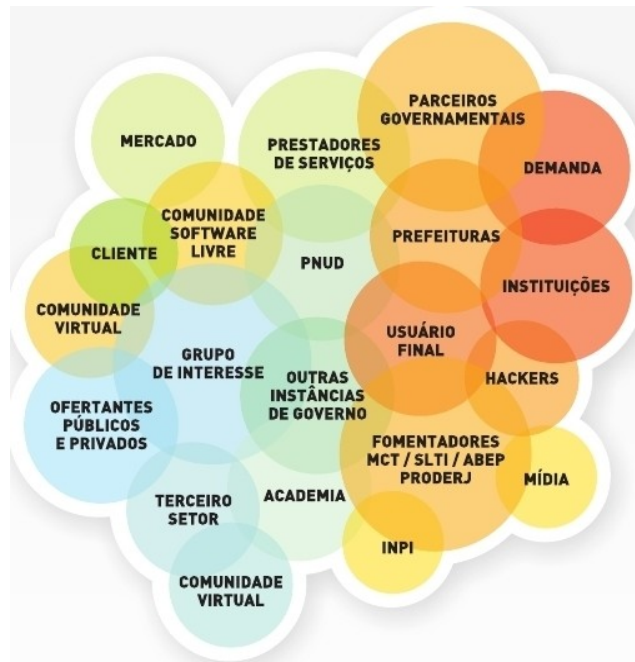 PARCEIROS
GOVERNAMENTAIS
MERCADO
PRESTADORES
DE SERVIÇOS
DEMANDA
COMUNIDADE
SOFTWARE
LIVRE
PREFEITURAS
CLIENTE
PNUD
INSTITUIÇÕES
COMUNIDADE
VIRTUAL
USUÁRIO
FINAL
GRUPO
DE INTERESSE
HACKERS
OUTRAS
INSTÂNCIAS
DE GOVERNO
OFERTANTES
PÚBLICOS
E PRIVADOS
FOMENTADORES
MCT / SLTI / ABEP
PRODERJ
MÍDIA
TERCEIRO
SETOR
ACADEMIA
INPI
COMUNIDADE
VIRTUAL